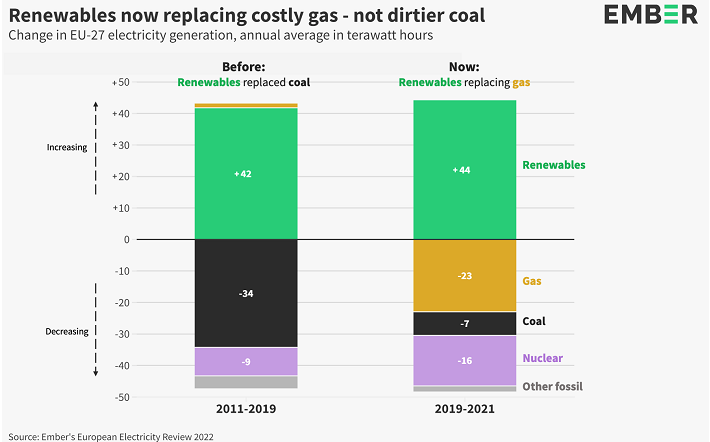 Renewables now replacing costly gas - not dirtier coal
EMBER
Change in EU-27 electricity generation, annual average in terawatt hours
Before:
Renewables replaced coal
Now:
Renewables replacing gas
+50
+40
+30
+20
+10
0
-10
-20
-30
-40
-50
Increasing
Decreasing
+42
-34
-9
+44
-23
-7
-16
Renewables
Gas
Coal
Nuclear
Other fossil
2011-2019
2019-2021
Source: Ember's European Electricity Review 2022